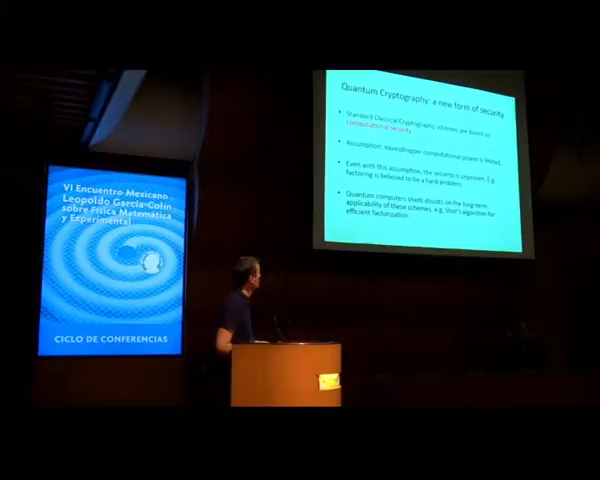 VI Encuentro Mexicano
Leopoldo García-Colín
sobre Física Matemática
y Experimental
CICLO DE CONFERENCIAS
Quantum Cryptography: a new form of security
• Standard Classical Cryptography schemes are based on
computational security.
• Assumption: eavesdropper computational power is limited.
• Even with this assumption, the security is unproven. E.g.
factoring is believed to be a hard problem.
• Quantum computers sheds doubts on the long-term
applicability of these schemes, e.g. Shor's algorithm for
efficient factorization.